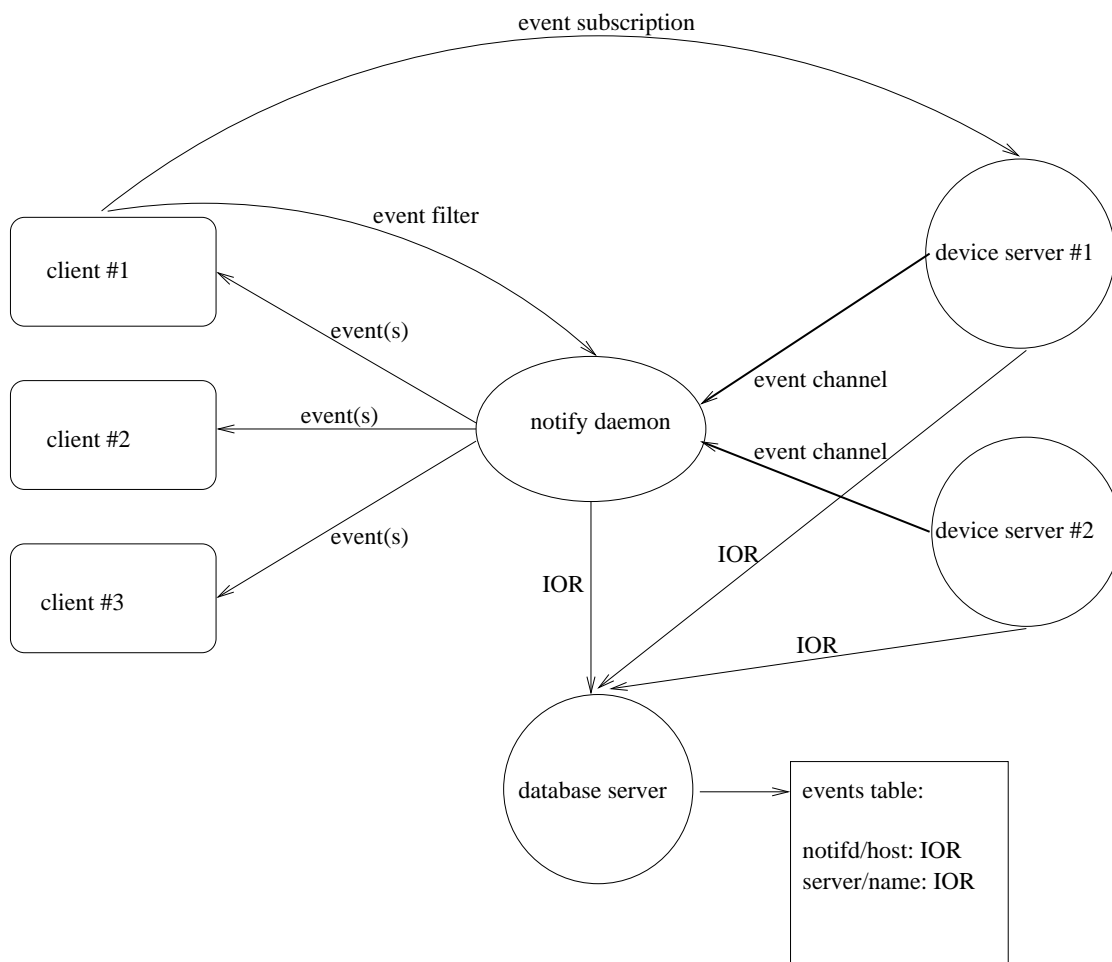 event subscription
event filter
client #1
device server #1
event(s)
event channel
client #2
event(s)
notify daemon
event channel
event(s)
device server #2
IOR
IOR
client #3
IOR
database server
events table:
notifd/host: IOR
server/name: IOR